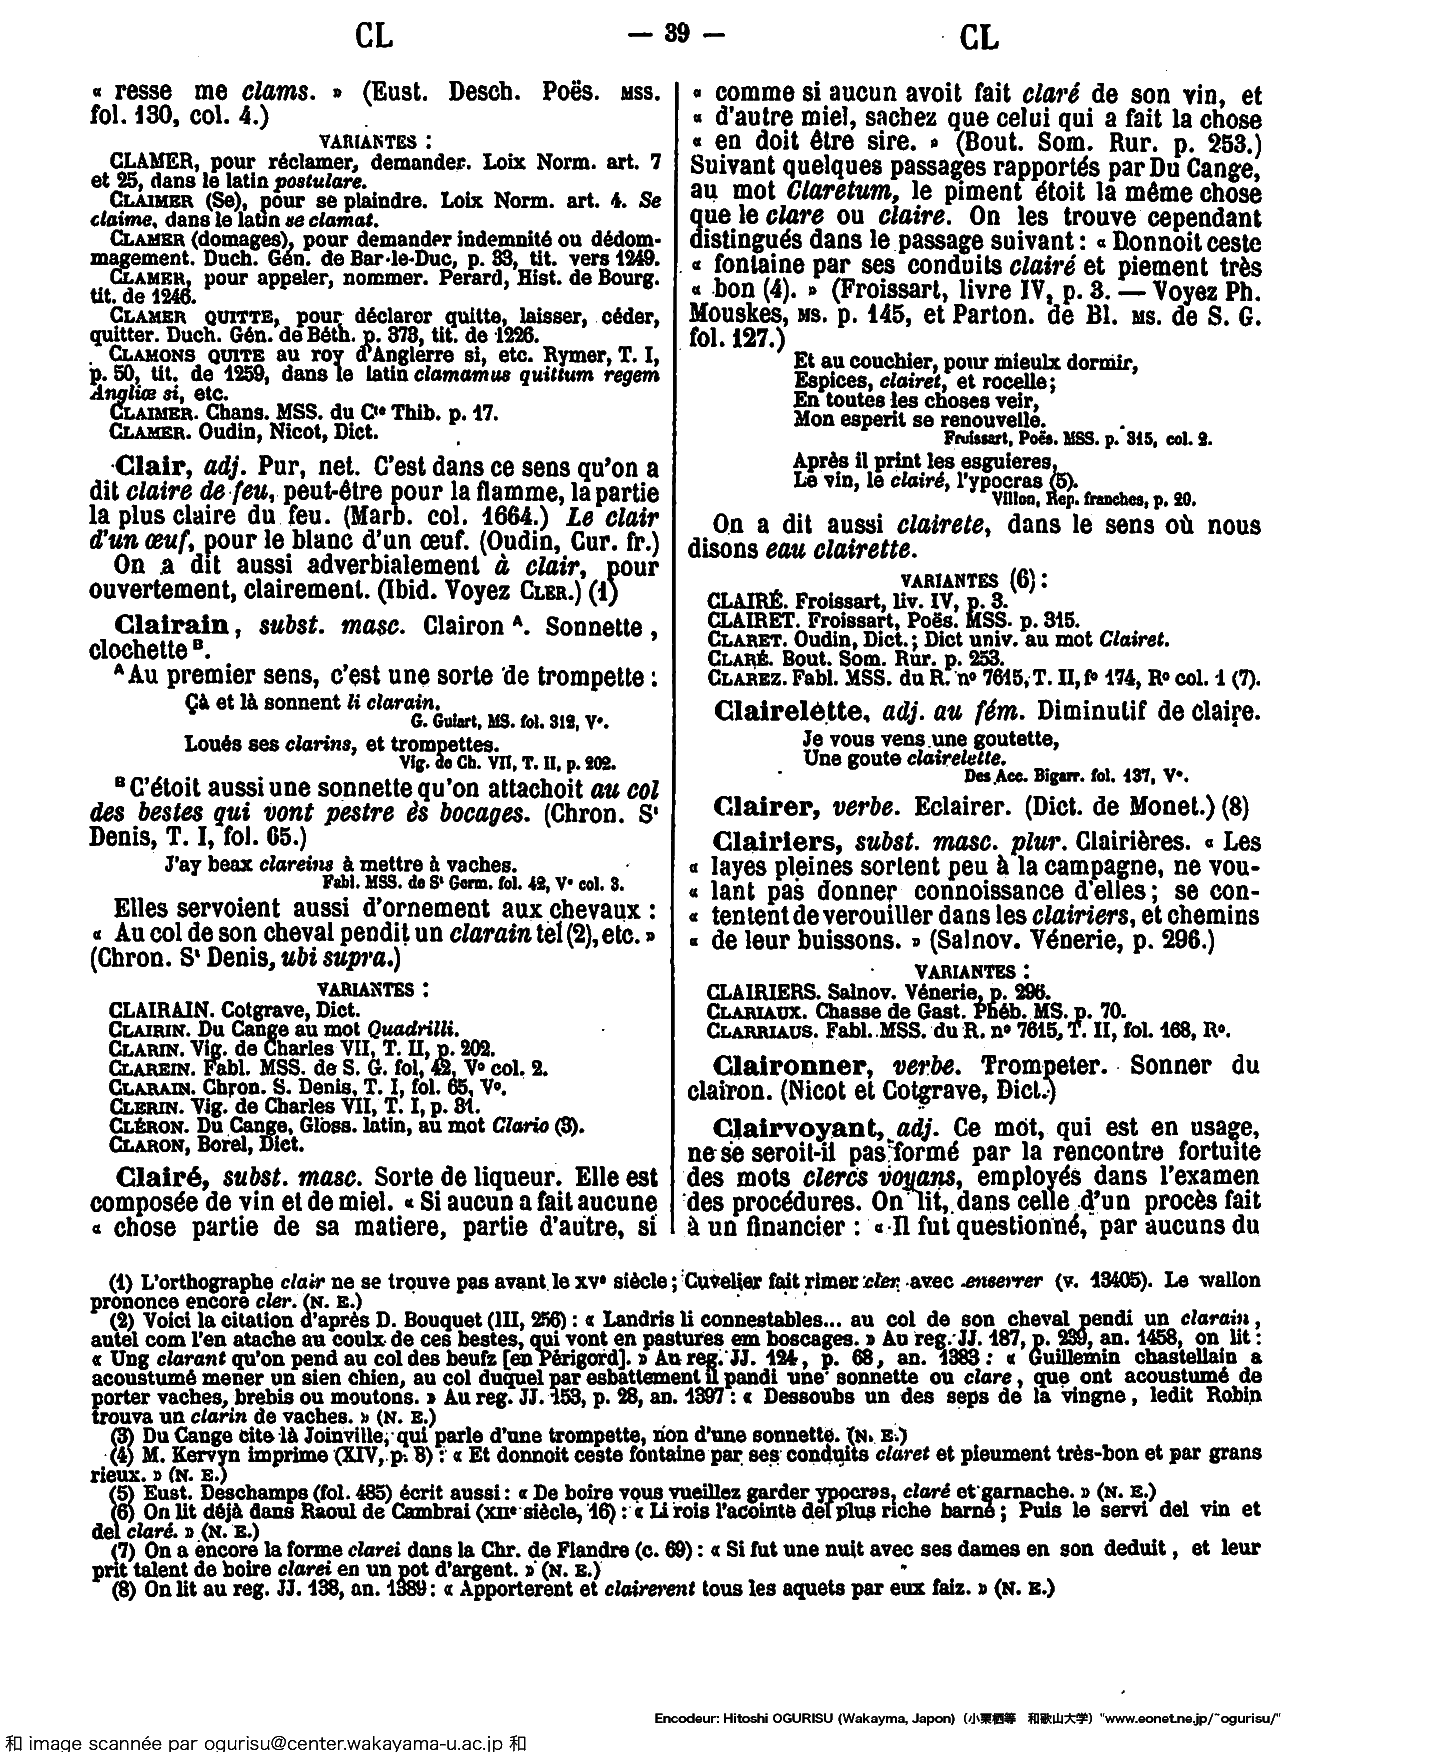 CL — 39 — CL
« resse me clams. » (Eust. Desch. Poës. MSS.
fol. 130, col. 4.)
VARIANTES :
CLAMER, pour réclamer, demander. Loix Norm. art. 7
et 25, dans le latin postulare.
CLAIMER (Se), pour se plaindre. Loix Norm. art. 4. Se
claime, dans le latin se clamat.
CLAMER (domages), pour demander indemnité ou dédom-
magement. Duch. Gén. de Bar-le-Duc, p. 33, tit. vers 1249.
CLAMER, pour appeler, nommer. Perard, Hist. de Bourg.
tit. de 1246.
CLAMER QUITTE, pour déclarer quitte, laisser, céder,
quitter. Duch. Gén. de Béth. p. 373, tit. de 1226.
CLAMONS QUITE au roy d'Anglerre si, etc. Rymer, T. I,
p. 50, tit. de 1259, dans le latin clamamus quittum regem
Angliæ si, etc.
CLAIMER. Chans. MSS. du Cte Thib. p. 17.
CLAMER. Oudin, Nicot, Dict.
Clair, adj. Pur, net. C'est dans ce sens qu'on a
dit claire de feu, peut-être pour la flamme, la partie
la plus claire du feu. (Marb. col. 1664.) Le clair
d'un œuf, pour le blanc d'un œuf. (Oudin, Cur. fr.)
On a dit aussi adverbialement à clair, pour
ouvertement, clairement. (Ibid. Voyez CLER.) (1)
Clairain, subst. masc. Clairon A. Sonnette,
clochette B.
A Au premier sens, c'est une sorte de trompette :
Çà et là sonnent li clarain.
G. Guiart, MS. fol. 312, V°.
Loués ses clarins, et trompettes.
Vig. de Ch. VII, T. II, p. 202.
B C'étoit aussi une sonnette qu'on attachoit au col
des bestes qui vont pestre ès bocages. (Chron. St
Denis, T. I, fol. 65.)
J'ay beax clareins à mettre à vaches.
Fabl. MSS. de St Germ. fol. 42, V° col. 3.
Elles servoient aussi d'ornement aux chevaux :
« Au col de son cheval pendit un clarain tel (2), etc. »
(Chron. St Denis, ubi supra.)
VARIANTES :
CLAIRAIN. Cotgrave, Dict.
CLAIRIN. Du Cange au mot Quadrilli.
CLARIN. Vig. de Charles VII, T. II, p. 202.
CLAREIN. Fabl. MSS. de S. G. fol. 42, V° col. 2.
CLARAIN. Chron. S. Denis, T. I, fol. 65, V°.
CLERIN. Vig. de Charles VII, T. I, p. 31.
CLÉRON. Du Cange, Gloss. latin, au mot Clario (3).
CLARON, Borel, Dict.
Clairé, subst. masc. Sorte de liqueur. Elle est
composée de vin et de miel. « Si aucun a fait aucune
« chose partie de sa matiere, partie d'autre, si
« comme si aucun avoit fait claré de son vin, et
« d'autre miel, sachez que celui qui a fait la chose
« en doit être sire. » (Bout. Som. Rur. p. 253.)
Suivant quelques passages rapportés par Du Cange,
au mot Claretum, le piment étoit la même chose
que le clare ou claire. On les trouve cependant
distingués dans le passage suivant : « Donnoit ceste
« fontaine par ses conduits clairé et piement très
« bon (4). » (Froissart, livre IV, p. 3. — Voyez Ph.
Mouskes, MS. p. 145, et Parton. de Bl. MS. de S. G.
fol. 127.)
Et au couchier, pour mieulx dormir,
Espices, clairet, et rocelle;
En toutes les choses veir,
Mon esperit se renouvelle.
Froissart, Poës. MSS. p. 315, col. 2.
Après il print les esguieres,
Le vin, le clairé, l'ypocras (5).
Villon, Rep. franches, p. 20.
On a dit aussi clairete, dans le sens où nous
disons eau clairette.
VARIANTES (6) :
CLAIRÉ. Froissart, liv. IV, p. 3.
CLAIRET. Froissart, Poës. MSS. p. 315.
CLARET. Oudin, Dict.; Dict univ. au mot Clairet.
CLARÉ. Bout. Som. Rur. p. 253.
CLAREZ. Fabl. MSS. du R. n° 7615, T. II, f° 174, R° col. 1 (7).
Clairelette, adj. au fém. Diminutif de claire.
Je vous vens une goutette,
Une goute clairelette.
Des Acc. Bigarr. fol. 137, V°.
Clairer, verbe. Eclairer. (Dict. de Monet.) (8)
Clairiers, subst. masc. plur. Clairières. « Les
« layes pleines sortent peu à la campagne, ne vou-
« lant pas donner connoissance d'elles; se con-
« tentent de verouiller dans les clairiers, et chemins
« de leur buissons. » (Salnov. Vénerie, p. 296.)
VARIANTES :
CLAIRIERS. Salnov. Vénerie, p. 296.
CLARIAUX. Chasse de Gast. Phéb. MS. p. 70.
CLARRIAUS. Fabl. MSS. du R. n° 7615, T. II, fol. 168, R°.
Claironner, verbe. Trompeter. Sonner du
clairon. (Nicot et Cotgrave, Dict.)
Clairvoyant, adj. Ce mot, qui est en usage,
ne se seroit-il pas formé par la rencontre fortuite
des mots clercs voyans, employés dans l'examen
des procédures. On lit, dans celle d'un procès fait
à un financier : « Il fut questionné, par aucuns du
(1) L'orthographe clair ne se trouve pas avant le XVe siècle; Cuvelier fait rimer cler avec enserrer (v. 13405). Le wallon
prononce encore cler. (N. E.)
(2) Voici la citation d'après D. Bouquet (III, 256) : « Landris li connestables... au col de son cheval pendi un clarain,
autel com l'en atache au coulx de ces bestes, qui vont en pastures em boscages. » Au reg. JJ. 187, p. 239, an. 1458, on lit :
« Ung clarant qu'on pend au col des beufz [en Périgord]. » Au reg. JJ. 124, p. 68, an. 1383 : « Guillemin chastellain a
acoustumé mener un sien chien, au col duquel par esbattement il pandi une sonnette ou clare, que ont acoustumé de
porter vaches, brebis ou moutons. » Au reg. JJ. 153, p. 28, an. 1397 : « Dessoubs un des seps de la vingne, ledit Robin
trouva un clarin de vaches. » (N. E.)
(3) Du Cange cite là Joinville, qui parle d'une trompette, non d'une sonnette. (N. E.)
(4) M. Kervyn imprime (XIV, p. 8) : « Et donnoit ceste fontaine par ses conduits claret et pieument très-bon et par grans
rieux. » (N. E.)
(5) Eust. Deschamps (fol. 485) écrit aussi : « De boire vous vueillez garder ypocras, claré et garnache. » (N. E.)
(6) On lit déjà dans Raoul de Cambrai (XIIe siècle, 16) : « Li rois l'acointe del plus riche barné; Puis le servi del vin et
del claré. » (N. E.)
(7) On a encore la forme clarei dans la Chr. de Flandre (c. 69) : « Si fut une nuit avec ses dames en son deduit, et leur
prit talent de boire clarei en un pot d'argent. » (N. E.)
(8) On lit au reg. JJ. 138, an. 1389 : « Apporterent et clairerent tous les aquets par eux faiz. » (N. E.)
Encodeur: Hitoshi OGURISU (Wakayma, Japon) (小栗栖等 和歌山大学) "www.eonet.ne.jp/~ogurisu/"
和 image scannée par ogurisu@center.wakayama-u.ac.jp 和